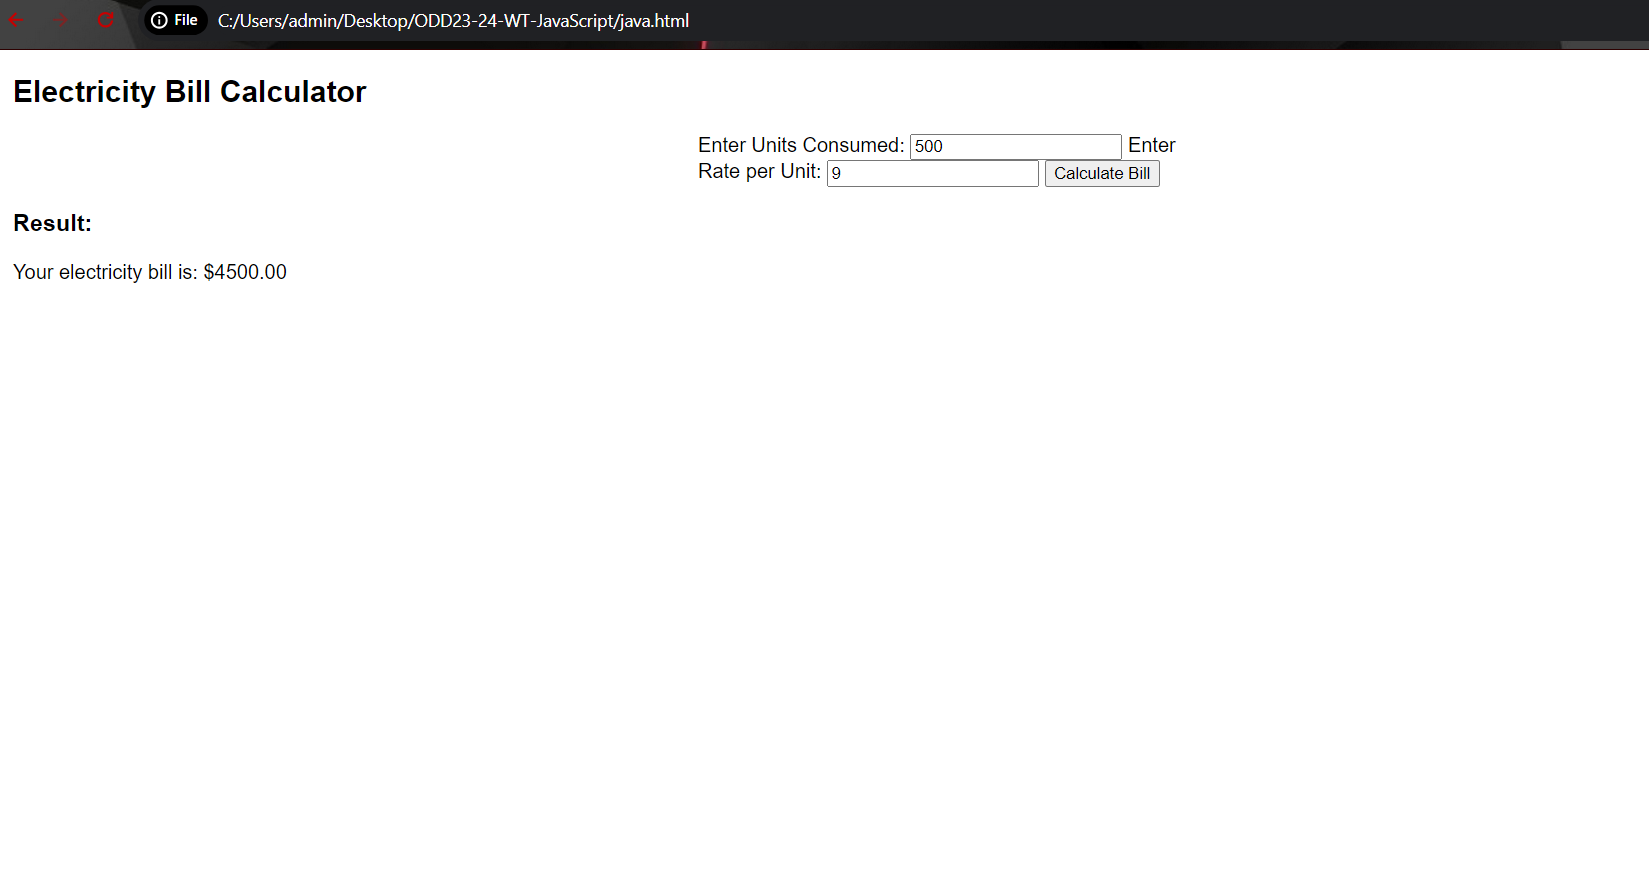 File C:/Users/admin/Desktop/ODD23-24-WT-JavaScript/java.html
Electricity Bill Calculator
Enter Units Consumed: 500 Enter
Rate per Unit: 9 Calculate Bill
Result:
Your electricity bill is: $4500.00